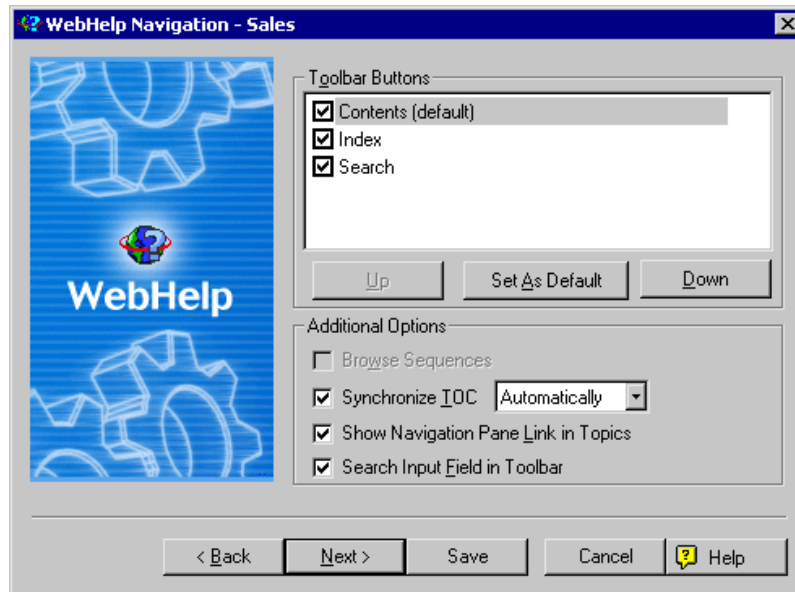 WebHelp Navigation - Sales
WebHelp
Toolbar Buttons
Contents (default)
Index
Search
Up
Set As Default
Down
Additional Options
Browse Sequences
Synchronize TOC
Automatically
Show Navigation Pane Link in Topics
Search Input Field in Toolbar
< Back
Next >
Save
Cancel
Help